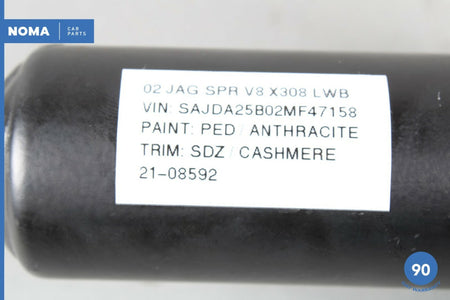 NOMA CAR PARTS
02 JAG SPR V8 X308 LWB
VIN: SAJDA25B02MF47158
PAINT: PED / ANTHRACITE
TRIM: SDZ / CASHMERE
21-08592
90